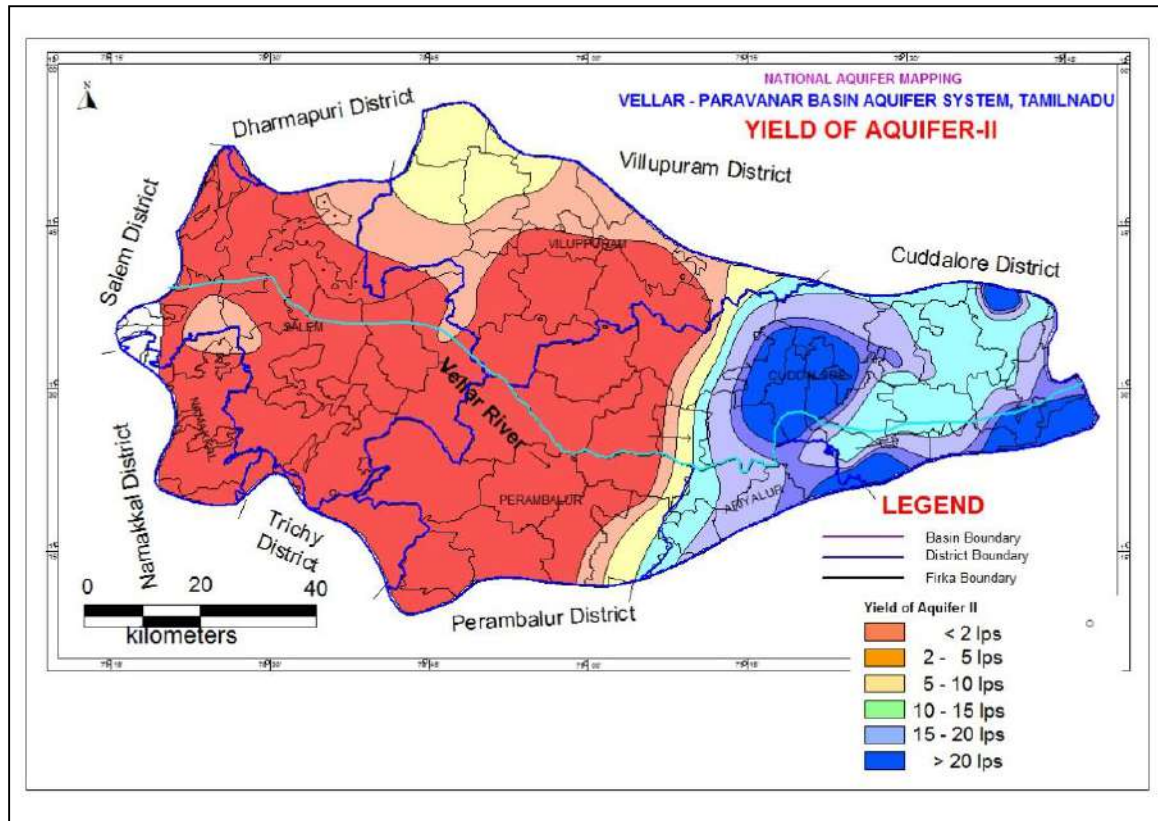 NATIONAL AQUIFER MAPPING
VELLAR - PARAVANAR BASIN AQUIFER SYSTEM, TAMILNADU
YIELD OF AQUIFER-II
N
Dharmapuri District
Villupuram District
Salem District
Cuddalore District
VILUPPURAM
SALEM
CUDDALORE
Vellar River
NAMAKKAL
PERAMBALUR
ARIYALUR
Namakkal District
Trichy
District
Perambalur District
0 20 40
kilometers
LEGEND
Basin Boundary
District Boundary
Firka Boundary
Yield of Aquifer II
< 2 lps
2 - 5 lps
5 - 10 lps
10 - 15 lps
15 - 20 lps
> 20 lps